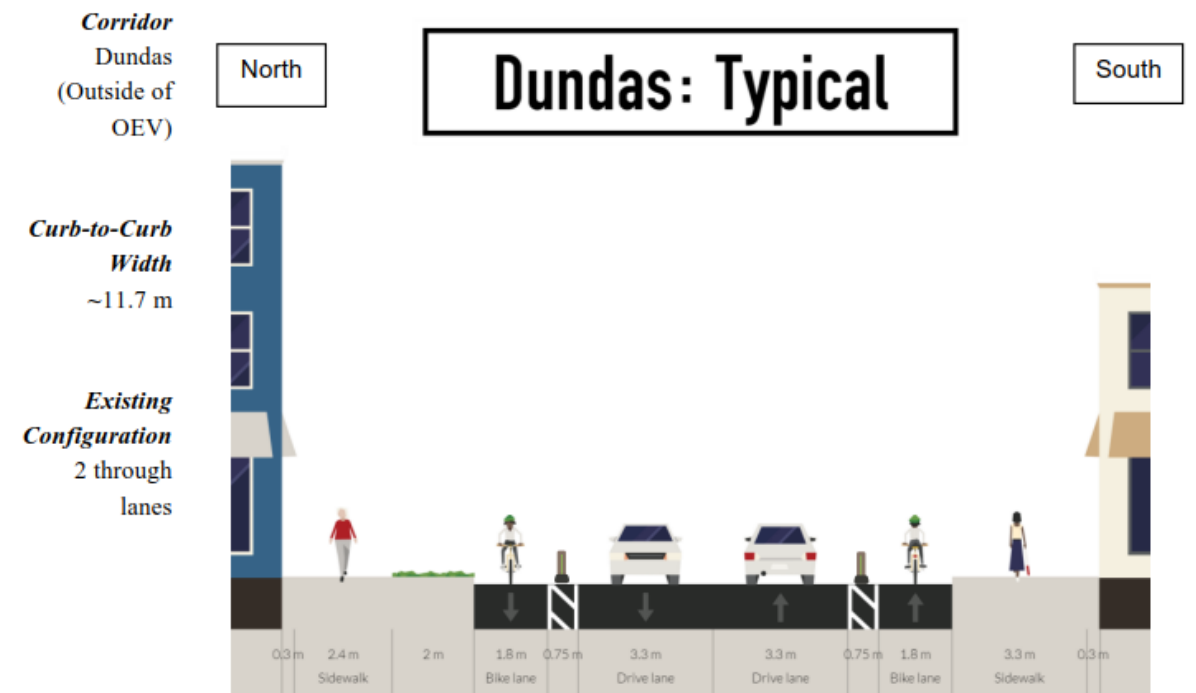 Corridor
Dundas
(Outside of
OEV)
North
Dundas: Typical
South
Curb-to-Curb
Width
~11.7 m
Existing
Configuration
2 through
lanes
0.3 m 2.4 m 2 m 1.8 m 0.75 m 3.3 m 3.3 m 0.75 m 1.8 m 3.3 m 0.3 m
Sidewalk Bike lane Drive lane Drive lane Bike lane Sidewalk